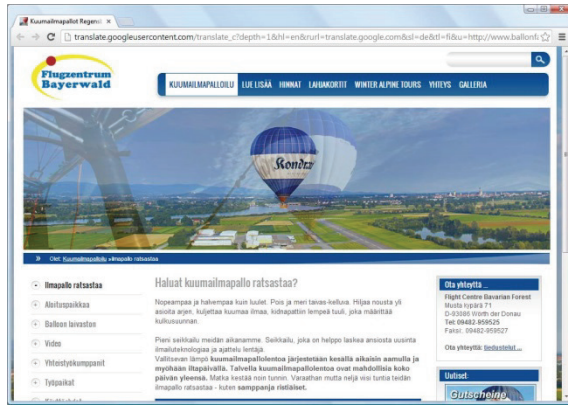 Kuumailmapallot Regens
translate.googleusercontent.com/translate_c?depth=1&hl=en&rurl=translate.google.com&sl=de&tl=fi&u=http://www.ballonfa
Flugzentrum
Bayerwald
KUUMAILMAPALLOILU LUE LISÄÄ HINNAT LAHJAKORTIT WINTER ALPINE TOURS YHTEYS GALLERIA
Kondrauer
Olet: Kuumailmapalloilu »Ilmapallo ratsastaa
Ilmapallo ratsastaa
Aloituspaikkaa
Balloon laivaston
Video
Yhteistyökumppanit
Työpaikat
Haluat kuumailmapallo ratsastaa?
Nopeampaa ja halvempaa kuin luulet. Pois ja meri taivas-kelluva. Hiljaa nousta yli
asioita arjen, kuljettaa kuumaa ilmaa, kidnapattiin lempeä tuuli, joka määrittää
kulkusuunnan.
Pieni seikkailu meidän aikanamme. Seikkailu, joka on helppo laskea ansiosta uusinta
ilmailuteknologiaa ja ajattelu lentäjä.
Vallitsevan lämpö kuumailmapallolentoa järjestetään kesällä aikaisin aamulla ja
myöhään iltapäivällä. Talvella kuumailmapallolentoa ovat mahdollisia koko
päivän yleensä. Matka kestää noin tunnin. Varaathan mutta neljä viisi tuntia teidän
ilmapallo ratsastaa - kuten samppanja ristiäiset.
Ota yhteyttä ...
Flight Centre Bavarian Forest
Musta kypärä 71
D-93086 Wörth der Donau
Tel: 09482-959525
Faksi: 09482-959527
Ota yhteyttä: tiedustelut ...
Uutiset:
Gutscheine